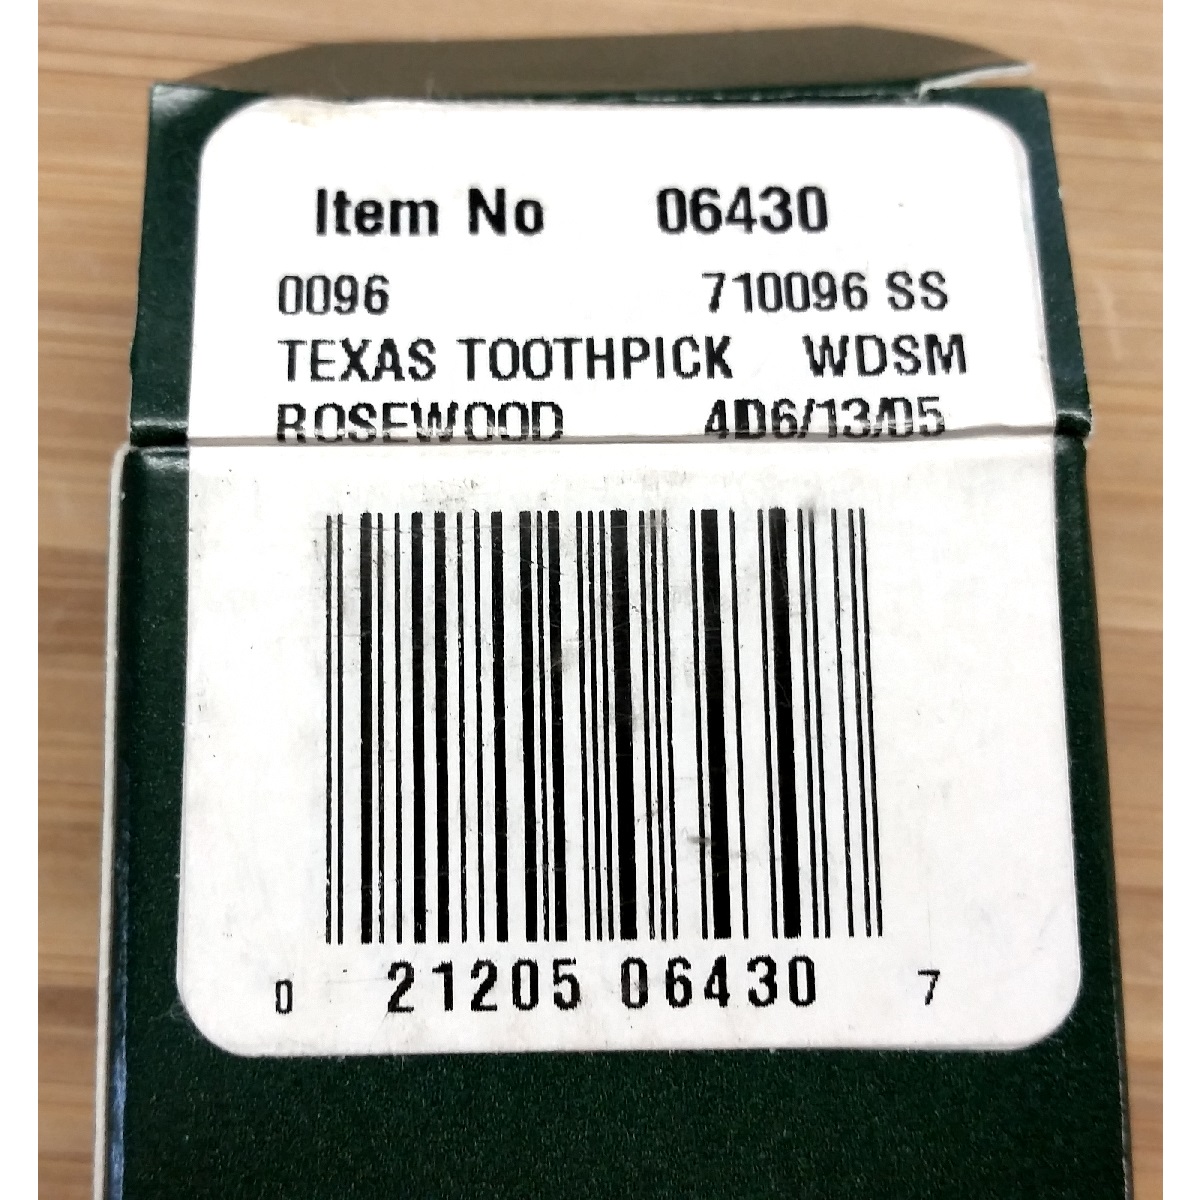 Item No 06430
0096 710096 SS
TEXAS TOOTHPICK WDSM
ROSEWOOD 4D6/13/05
0 21205 06430 7